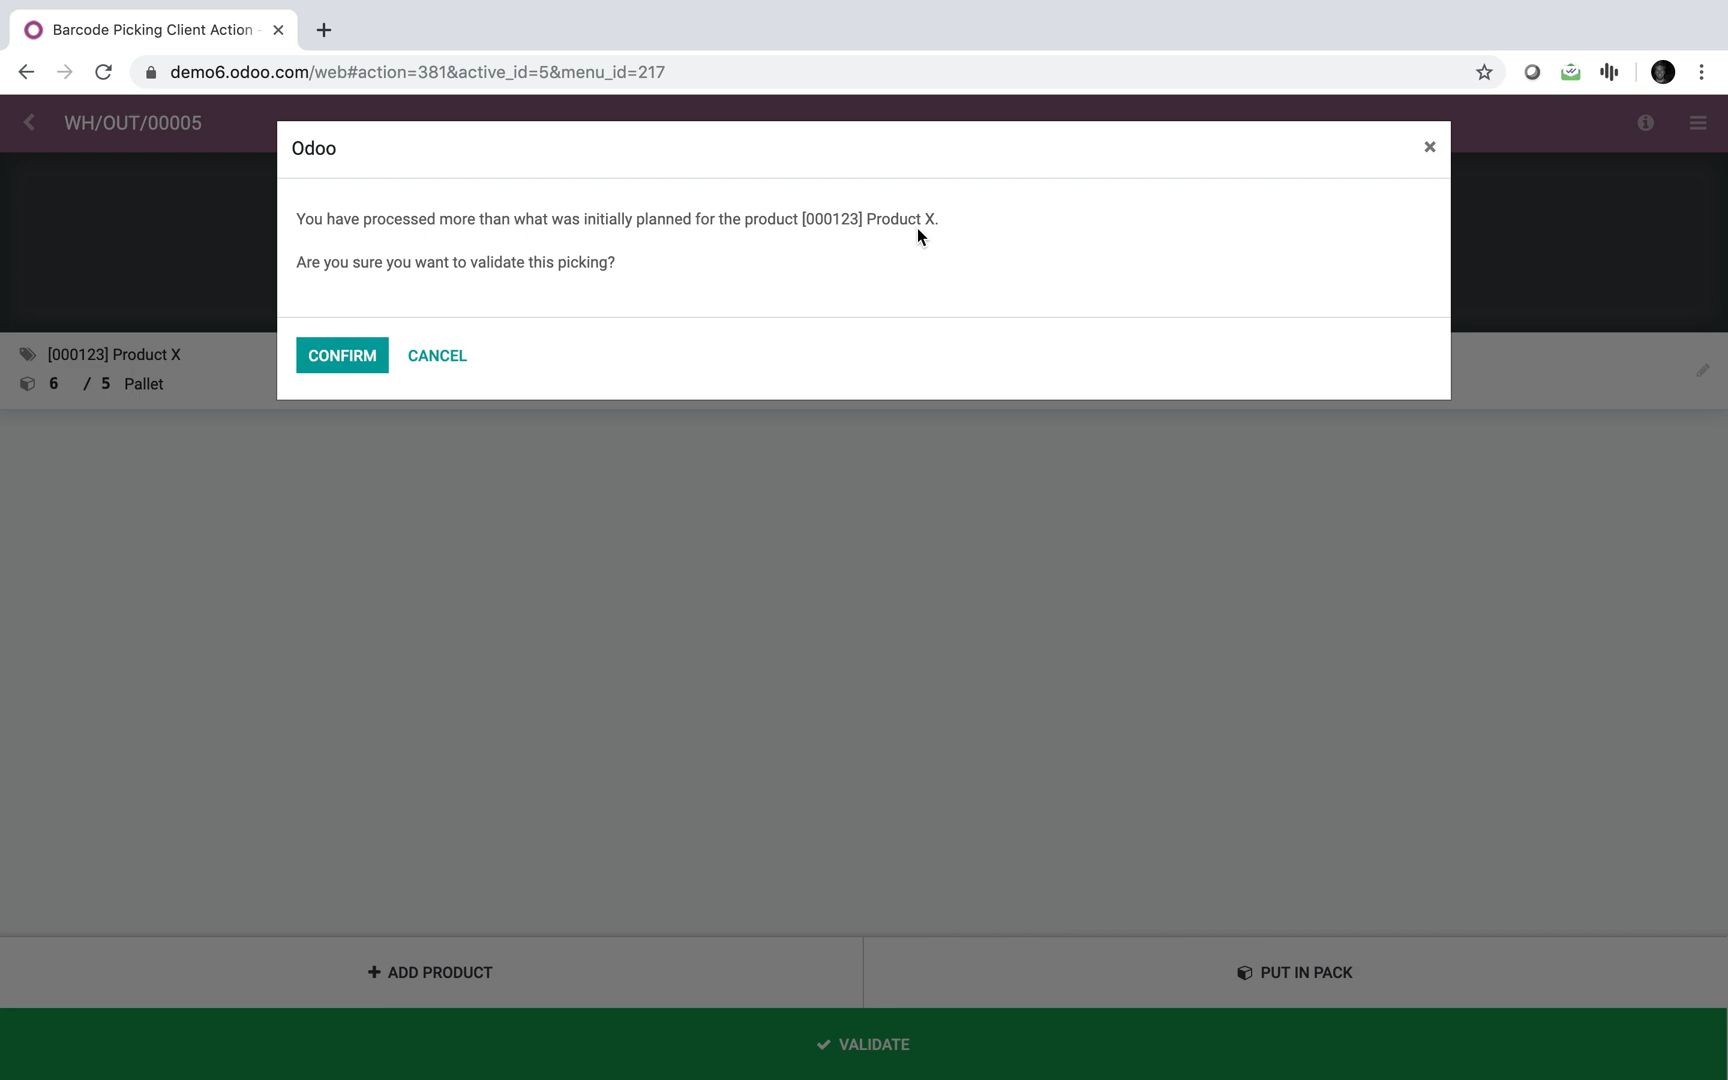 Barcode Picking Client Action -
demo6.odoo.com/web#action=381&active_id=5&menu_id=217
WH/OUT/00005
Odoo
You have processed more than what was initially planned for the product [000123] Product X.
Are you sure you want to validate this picking?
CONFIRM CANCEL
[000123] Product X
6 / 5 Pallet
ADD PRODUCT
PUT IN PACK
VALIDATE